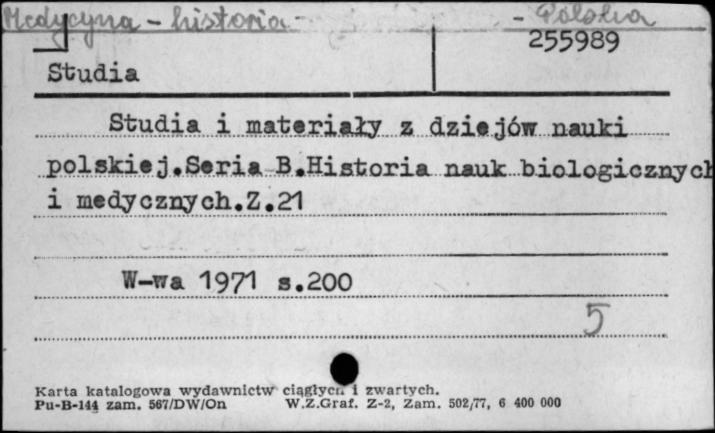 Medycyna - historia - Polska
255989
Studia
Studia i materiały z dziejów nauki
polskiej.Seria B.Historia nauk biologicznych
i medycznych.Z.21
W-wa 1971 s.200
5
Karta katalogowa wydawnictw ciągłych i zwartych.
Pu-B-144 zam. 567/DW/On W.Z.Graf. Z-2, Zam. 502/77, 6 400 000